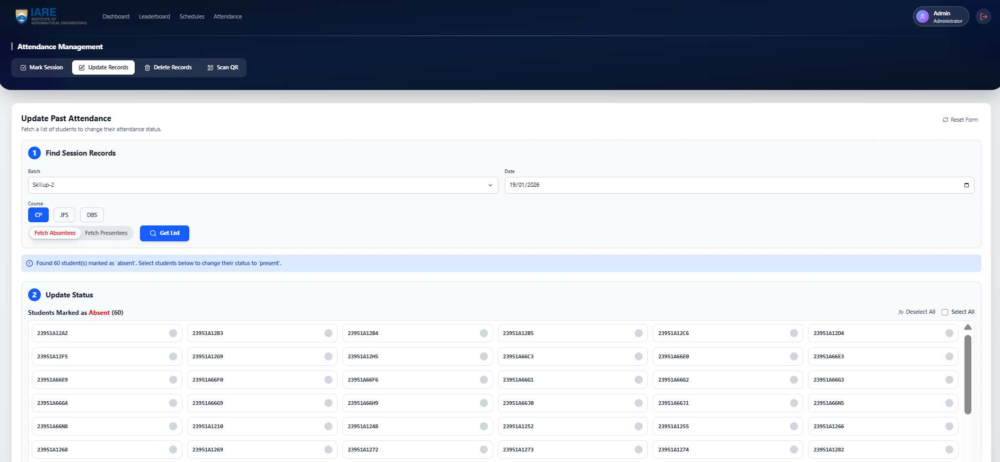 IARE
INSTITUTE OF
AERONAUTICAL ENGINEERING
Dashboard Leaderboard Schedules Attendance
Admin
Administrator
Attendance Management
Mark Session Update Records Delete Records Scan QR
Update Past Attendance
Reset Form
Fetch a list of students to change their attendance status.
1 Find Session Records
Batch Date
Skillup-2 19/01/2026
Course
CP JFS DBS
Fetch Absentees Fetch Presentees Get List
Found 60 student(s) marked as 'absent'. Select students below to change their status to 'present'.
2 Update Status
Students Marked as Absent (60) Deselect All Select All
23951A12A2 23951A12B3 23951A12B4 23951A12B5 23951A12C6 23951A12D4
23951A12F5 23951A12G9 23951A12H5 23951A66C3 23951A66E0 23951A66E3
23951A66E9 23951A66F0 23951A66F6 23951A66G1 23951A66G2 23951A66G3
23951A66G4 23951A66G9 23951A66H9 23951A66J0 23951A66J1 23951A66N5
23951A66N8 23951A1210 23951A1248 23951A1252 23951A1255 23951A1266
23951A1268 23951A1269 23951A1272 23951A1273 23951A1274 23951A1282